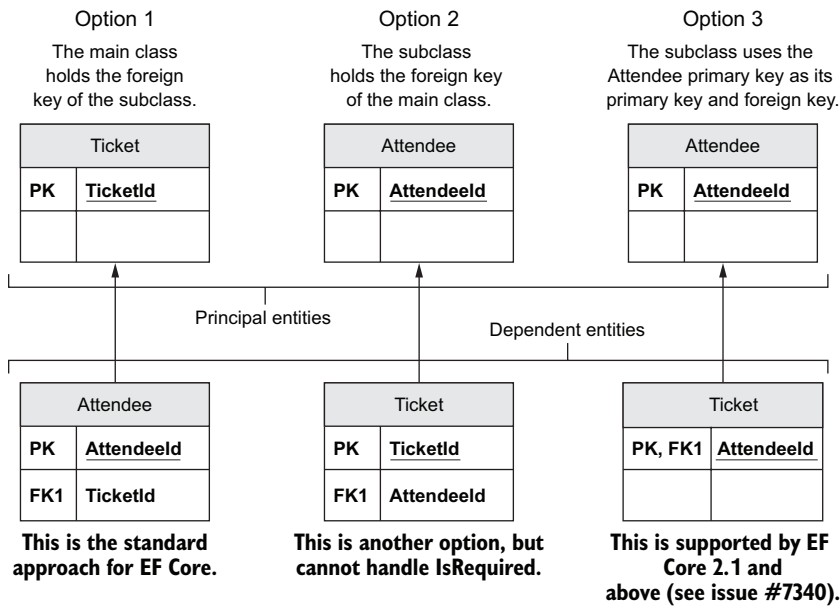 Option 1
The main class
holds the foreign
key of the subclass.
Ticket
PK TicketId
Option 2
The subclass
holds the foreign key
of the main class.
Attendee
PK AttendeeId
Option 3
The subclass uses the
Attendee primary key as its
primary key and foreign key.
Attendee
PK AttendeeId
Principal entities
Dependent entities
Attendee
PK AttendeeId
FK1 TicketId
This is the standard
approach for EF Core.
Ticket
PK TicketId
FK1 AttendeeId
This is another option, but
cannot handle IsRequired.
Ticket
PK, FK1 AttendeeId
This is supported by EF
Core 2.1 and
above (see issue #7340).